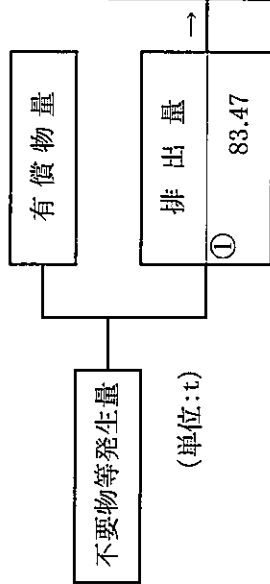 有償物量
不要物等発生量
(単位:t)
排出量
①
83.47
→